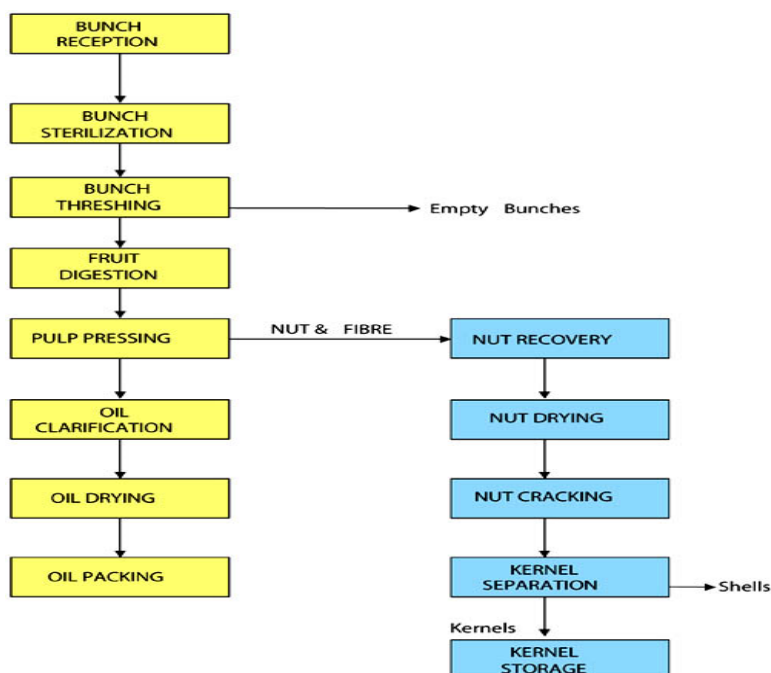 BUNCH
RECEPTION
BUNCH
STERILIZATION
BUNCH
THRESHING
Empty Bunches
FRUIT
DIGESTION
PULP PRESSING
NUT & FIBRE
NUT RECOVERY
OIL
CLARIFICATION
NUT DRYING
OIL DRYING
NUT CRACKING
OIL PACKING
KERNEL
SEPARATION
Shells
Kernels
KERNEL
STORAGE